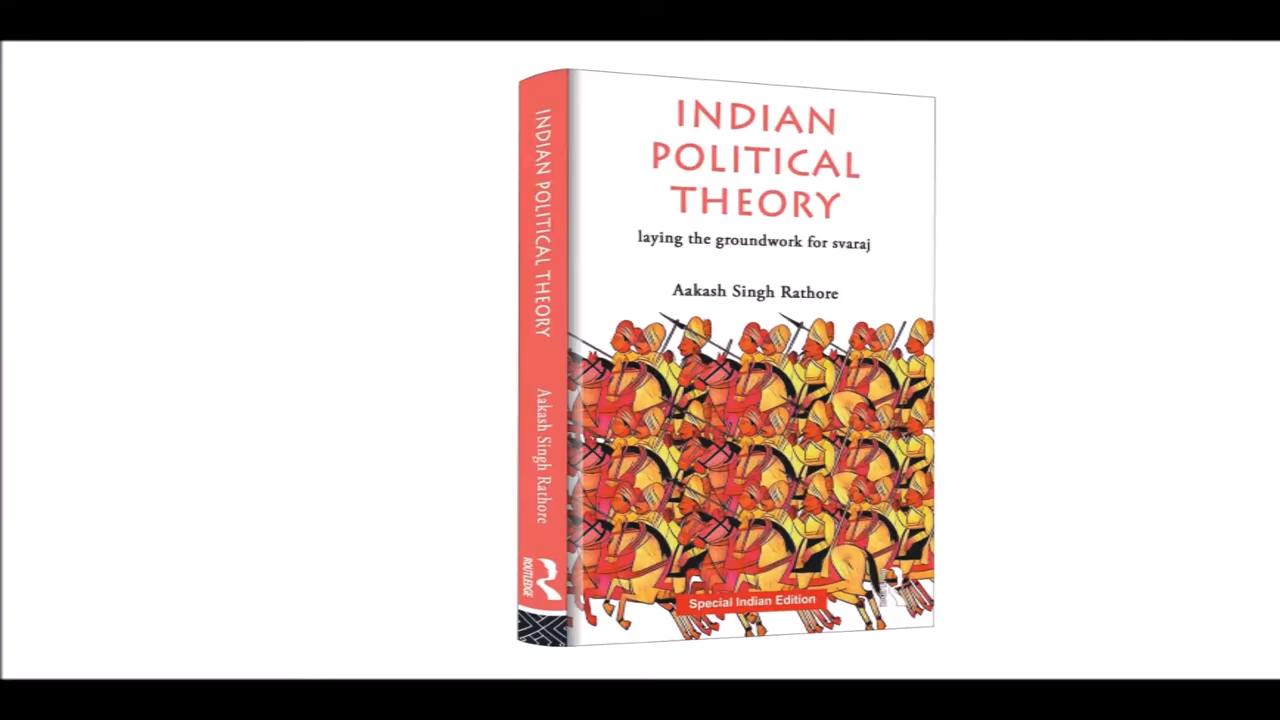 INDIAN
POLITICAL
THEORY
laying the groundwork for svaraj
Aakash Singh Rathore
Special Indian Edition
INDIAN POLITICAL THEORY
Aakash Singh Rathore
ROUTLEDGE